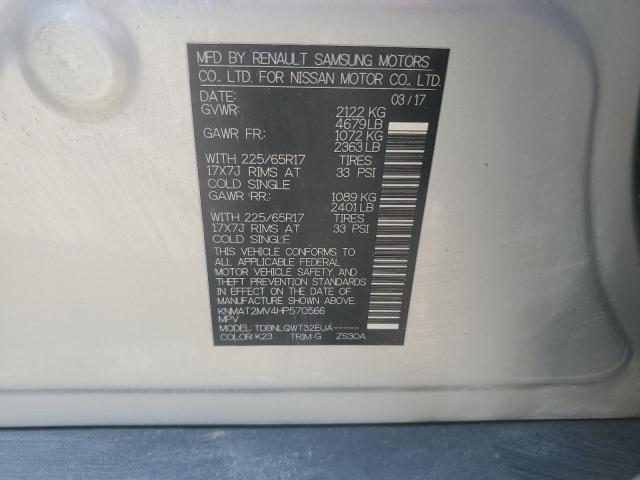 MFD BY RENAULT SAMSUNG MOTORS
CO., LTD. FOR NISSAN MOTOR CO., LTD.
DATE: 03/17
GVWR: 2122 KG
4679 LB
GAWR FR: 1072 KG
2363 LB
WITH 225/65R17 TIRES
17X7J RIMS AT 33 PSI
COLD SINGLE
GAWR RR: 1089 KG
2401 LB
WITH 225/65R17 TIRES
17X7J RIMS AT 33 PSI
COLD SINGLE
THIS VEHICLE CONFORMS TO
ALL APPLICABLE FEDERAL
MOTOR VEHICLE SAFETY AND
THEFT PREVENTION STANDARDS
IN EFFECT ON THE DATE OF
MANUFACTURE SHOWN ABOVE.
KNMAT2MV4HP570566
MPV
MODEL: TDBNLQWT32EUA-----
COLOR: K23 TRIM: G ZS30A